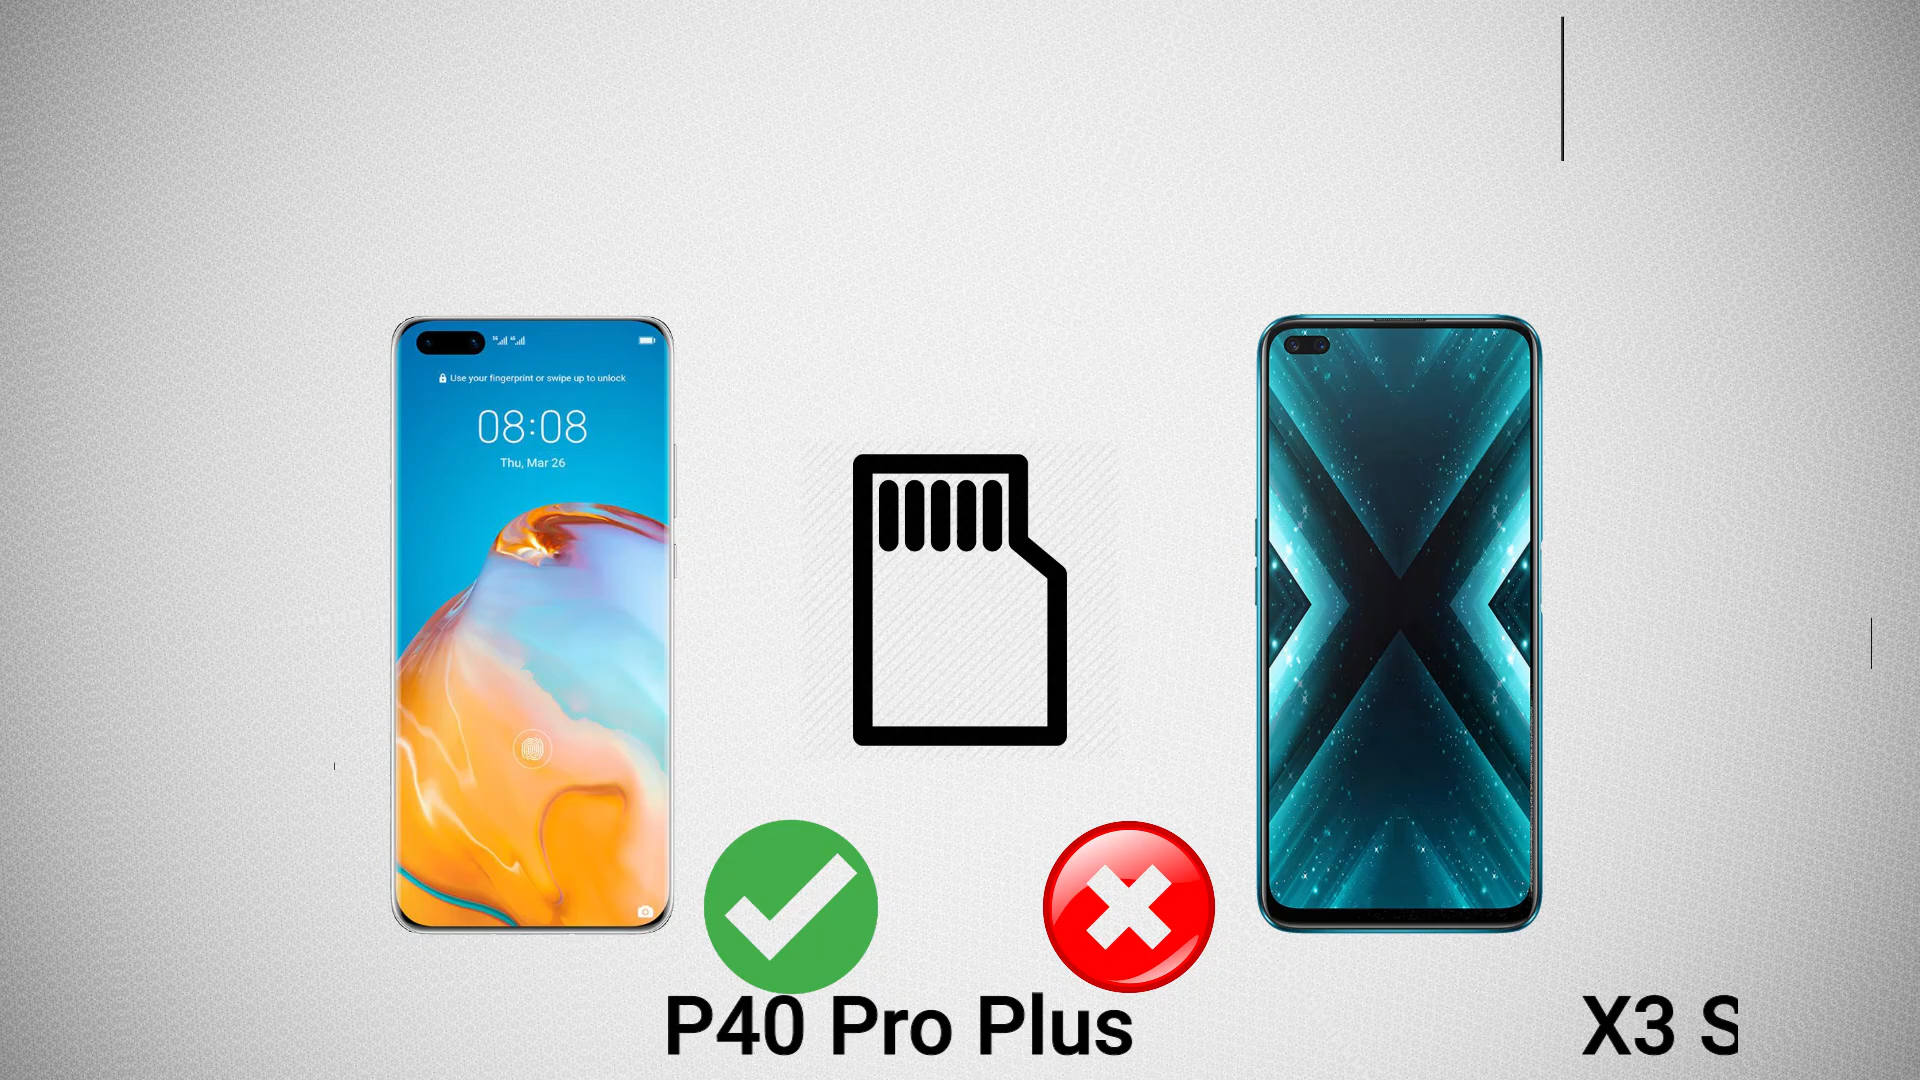 Use your fingerprint or swipe up to unlock
08:08
Thu, Mar 26
P40 Pro Plus
X3 S